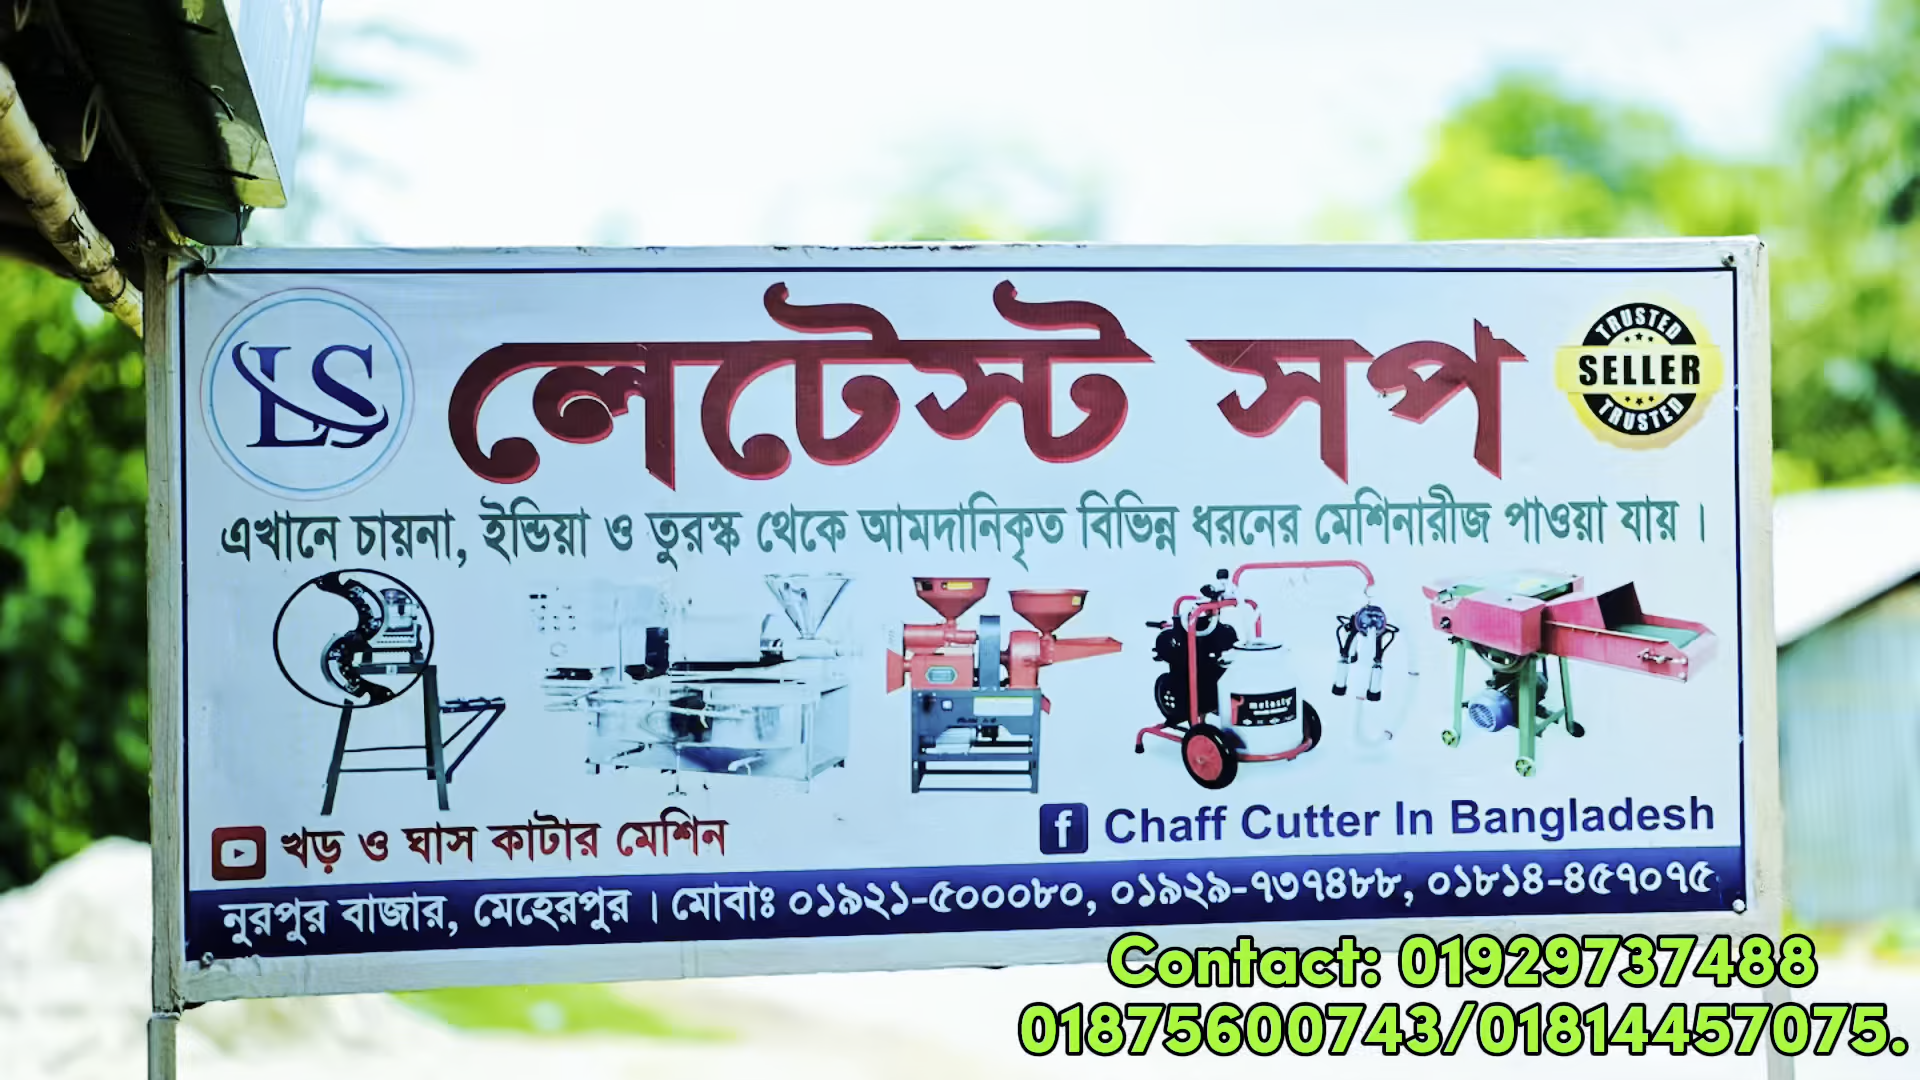 LS
লেটেস্ট সপ
TRUSTED
SELLER
TRUSTED
এখানে চায়না, ইন্ডিয়া ও তুরস্ক থেকে আমদানিকৃত বিভিন্ন ধরনের মেশিনারীজ পাওয়া যায় ।
melasty
খড় ও ঘাস কাটার মেশিন
f Chaff Cutter In Bangladesh
নুরপুর বাজার, মেহেরপুর । মোবাঃ ০১৯২১-৫০০০৮০, ০১৯২৯-৭৩৭৪৮৮, ০১৮১৪-৪৫৭০৭৫
Contact: 01929737488
01875600743/01814457075.